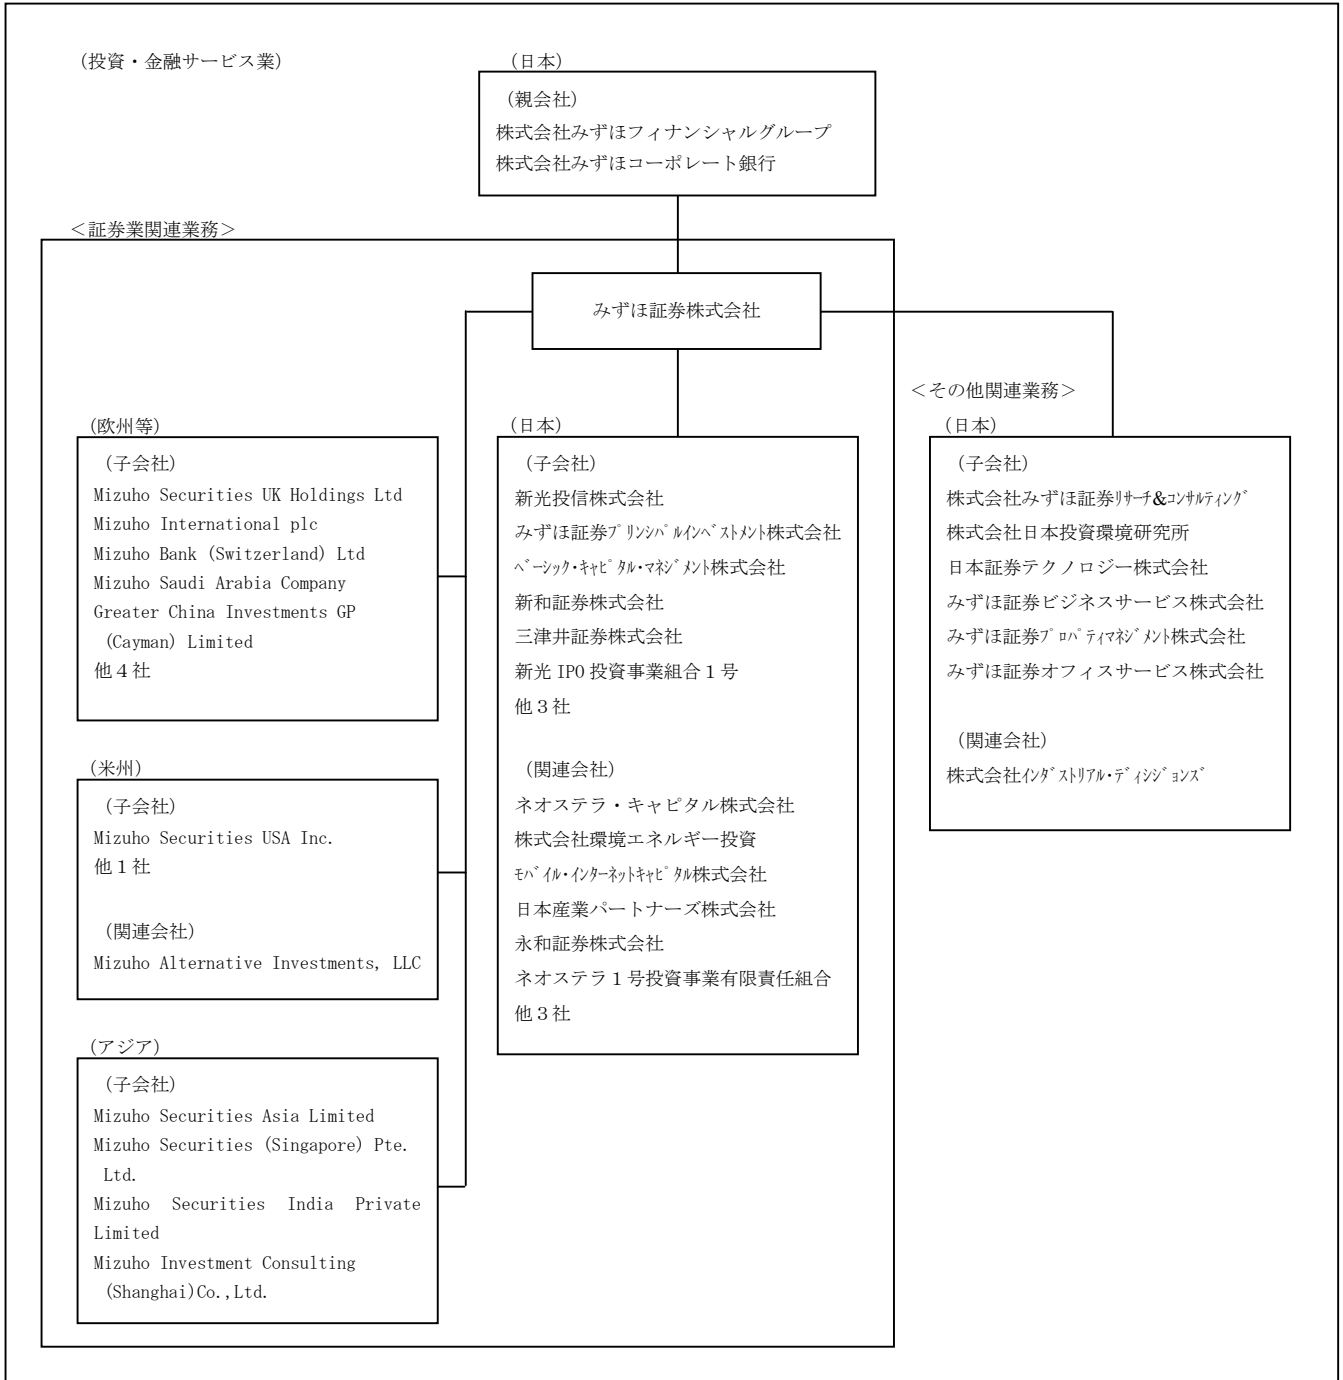 （投資・金融サービス業）
（日本）
（親会社）
株式会社みずほフィナンシャルグループ
株式会社みずほコーポレート銀行
＜証券業関連業務＞
みずほ証券株式会社
（欧州等）
（子会社）
Mizuho Securities UK Holdings Ltd
Mizuho International plc
Mizuho Bank (Switzerland) Ltd
Mizuho Saudi Arabia Company
Greater China Investments GP
(Cayman) Limited
他４社
（米州）
（子会社）
Mizuho Securities USA Inc.
他１社
（関連会社）
Mizuho Alternative Investments, LLC
（アジア）
（子会社）
Mizuho Securities Asia Limited
Mizuho Securities (Singapore) Pte.
Ltd.
Mizuho Securities India Private
Limited
Mizuho Investment Consulting
(Shanghai)Co.,Ltd.
（日本）
（子会社）
新光投信株式会社
みずほ証券ﾌﾟﾘﾝｼﾊﾟﾙｲﾝﾍﾞｽﾄﾒﾝﾄ株式会社
ﾍﾞｰｼｯｸ･ｷｬﾋﾟﾀﾙ･ﾏﾈｼﾞﾒﾝﾄ株式会社
新和証券株式会社
三津井証券株式会社
新光 IPO 投資事業組合１号
他３社
（関連会社）
ネオステラ・キャピタル株式会社
株式会社環境エネルギー投資
ﾓﾊﾞｲﾙ･ｲﾝﾀｰﾈｯﾄｷｬﾋﾟﾀﾙ株式会社
日本産業パートナーズ株式会社
永和証券株式会社
ネオステラ１号投資事業有限責任組合
他３社
＜その他関連業務＞
（日本）
（子会社）
株式会社みずほ証券ﾘｻｰﾁ&ｺﾝｻﾙﾃｨﾝｸﾞ
株式会社日本投資環境研究所
日本証券テクノロジー株式会社
みずほ証券ビジネスサービス株式会社
みずほ証券ﾌﾟﾛﾊﾟﾃｨﾏﾈｼﾞﾒﾝﾄ株式会社
みずほ証券オフィスサービス株式会社
（関連会社）
株式会社ｲﾝﾀﾞｽﾄﾘｱﾙ･ﾃﾞｨｼｼﾞｮﾝｽﾞ